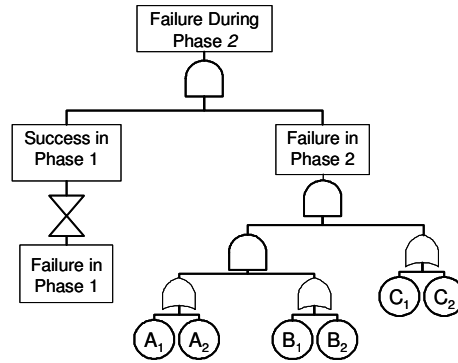 Failure During
Phase 2
Success in
Phase 1
Failure in
Phase 2
Failure in
Phase 1
A1 A2 B1 B2 C1 C2